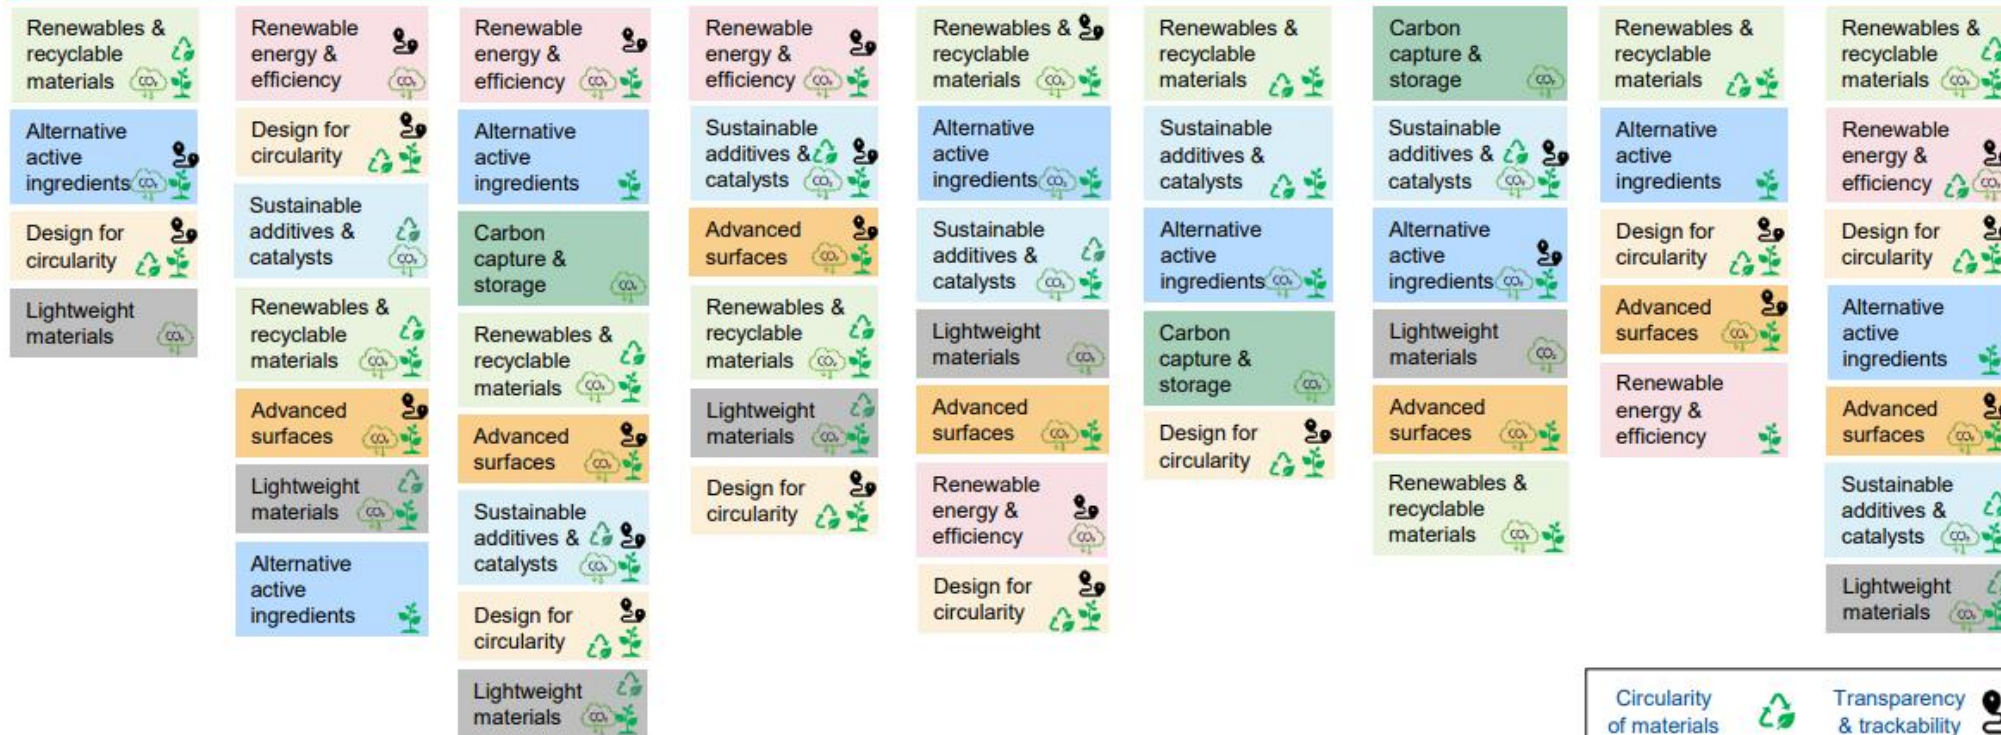 Renewables &
recyclable
materials
Alternative
active
ingredients
Design for
circularity
Lightweight
materials
Renewable
energy &
efficiency
Design for
circularity
Sustainable
additives &
catalysts
Renewables &
recyclable
materials
Advanced
surfaces
Lightweight
materials
Alternative
active
ingredients
Renewable
energy &
efficiency
Alternative
active
ingredients
Carbon
capture &
storage
Renewables &
recyclable
materials
Advanced
surfaces
Sustainable
additives &
catalysts
Design for
circularity
Lightweight
materials
Renewable
energy &
efficiency
Sustainable
additives &
catalysts
Advanced
surfaces
Renewables &
recyclable
materials
Lightweight
materials
Design for
circularity
Renewables &
recyclable
materials
Alternative
active
ingredients
Sustainable
additives &
catalysts
Lightweight
materials
Advanced
surfaces
Renewable
energy &
efficiency
Design for
circularity
Renewables &
recyclable
materials
Sustainable
additives &
catalysts
Alternative
active
ingredients
Carbon
capture &
storage
Design for
circularity
Carbon
capture &
storage
Sustainable
additives &
catalysts
Alternative
active
ingredients
Lightweight
materials
Advanced
surfaces
Renewables &
recyclable
materials
Renewables &
recyclable
materials
Alternative
active
ingredients
Design for
circularity
Advanced
surfaces
Renewable
energy &
efficiency
Renewables &
recyclable
materials
Renewable
energy &
efficiency
Design for
circularity
Alternative
active
ingredients
Advanced
surfaces
Sustainable
additives &
catalysts
Lightweight
materials
Circularity
of materials
Transparency
& trackability